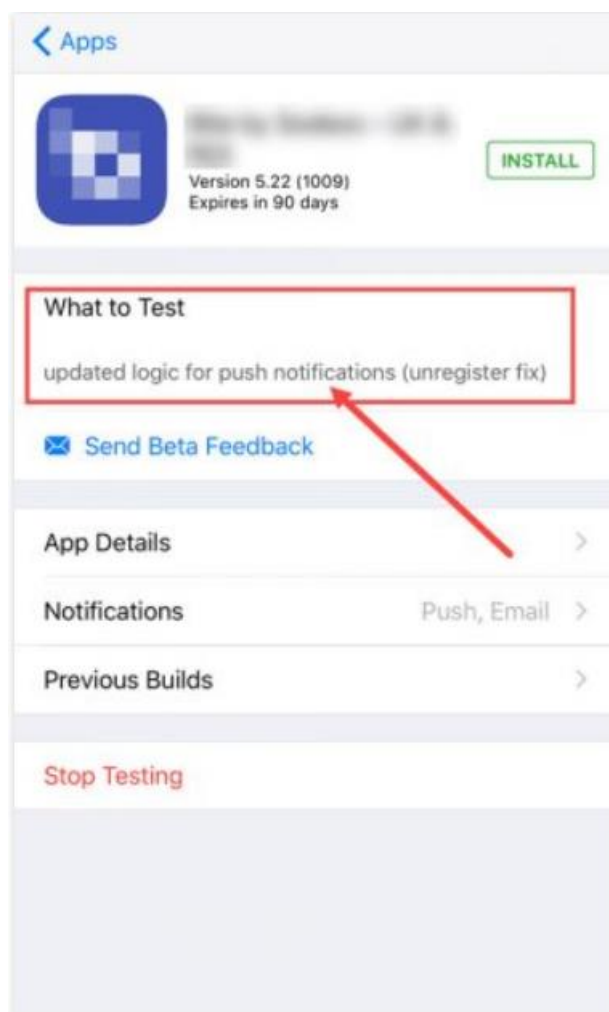 Apps
Version 5.22 (1009)
Expires in 90 days
INSTALL
What to Test
updated logic for push notifications (unregister fix)
Send Beta Feedback
App Details
Notifications
Push, Email
Previous Builds
Stop Testing